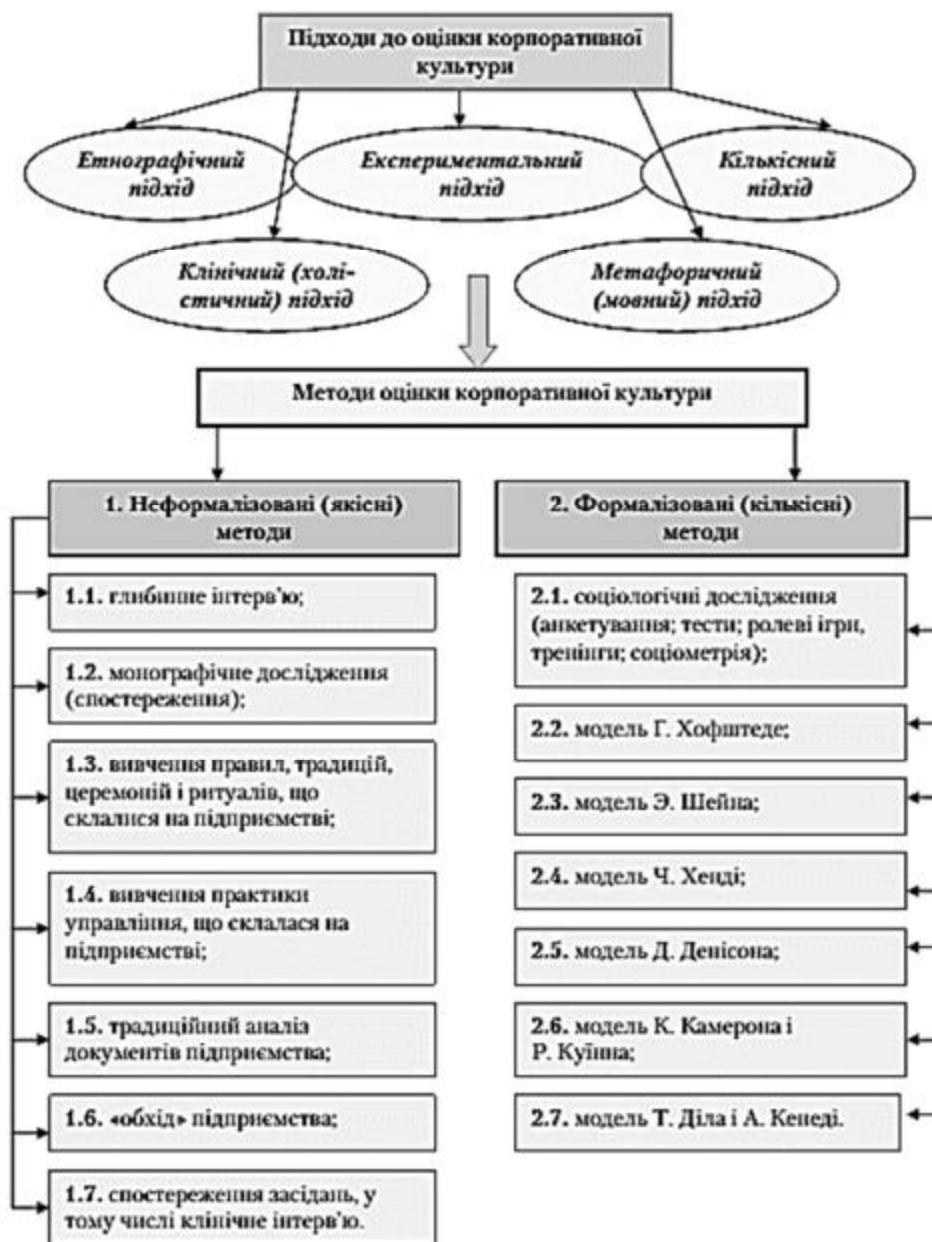 Підходи до оцінки корпоративної
культури
Етнографічний
підхід
Експериментальний
підхід
Кількісний
підхід
Клінічний (холі-
стичний) підхід
Метафоричний
(мовний) підхід
Методи оцінки корпоративної культури
1. Неформалізовані (якісні)
методи
1.1. глибинне інтерв'ю;
1.2. монографічне дослідження
(спостереження);
1.3. вивчення правил, традицій,
церемоній і ритуалів, що
склалися на підприємстві;
1.4. вивчення практики
управління, що склалася на
підприємстві;
1.5. традиційний аналіз
документів підприємства;
1.6. «обхід» підприємства;
1.7. спостереження засідань, у
тому числі клінічне інтерв'ю.
2. Формалізовані (кількісні)
методи
2.1. соціологічні дослідження
(анкетування; тести; ролеві ігри,
тренінги; соціометрія);
2.2. модель Г. Хофштеде;
2.3. модель Э. Шейна;
2.4. модель Ч. Хенді;
2.5. модель Д. Денісона;
2.6. модель К. Камерона і
Р. Куїнна;
2.7. модель Т. Діла і А. Кенеді.